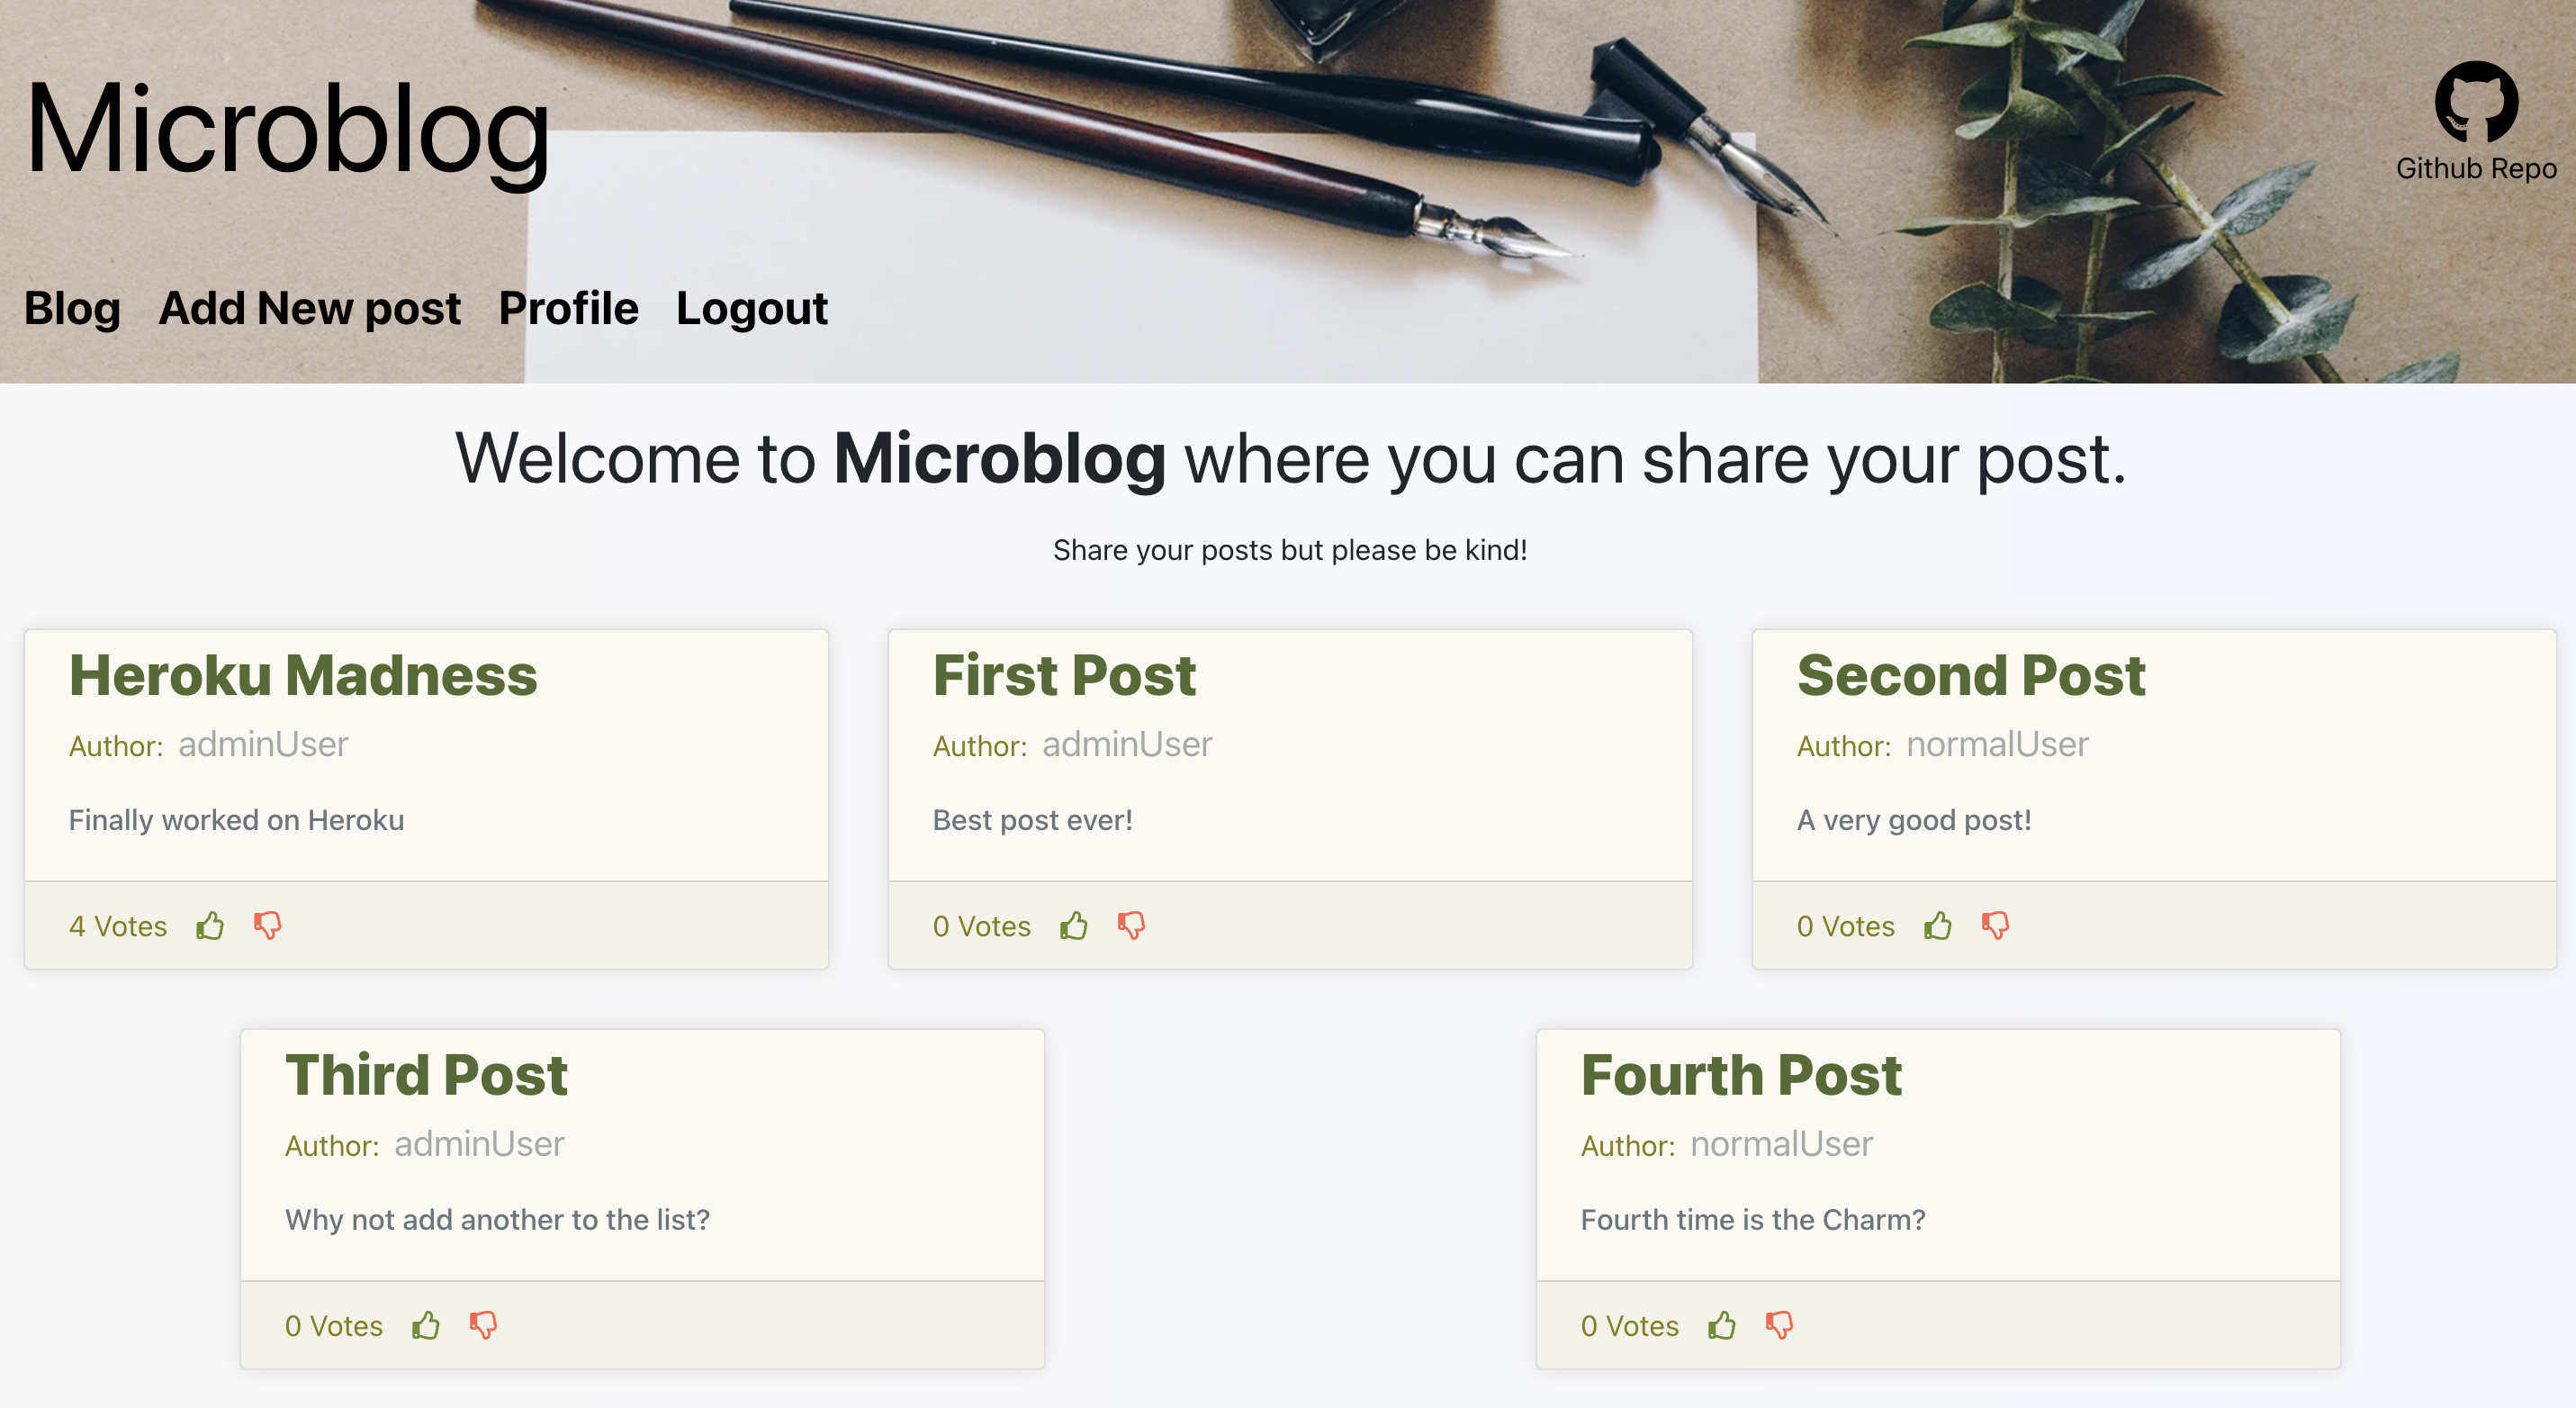 Microblog
Github Repo
Blog Add New post Profile Logout
Welcome to Microblog where you can share your post.
Share your posts but please be kind!
Heroku Madness
Author: adminUser
Finally worked on Heroku
4 Votes
First Post
Author: adminUser
Best post ever!
0 Votes
Second Post
Author: normalUser
A very good post!
0 Votes
Third Post
Author: adminUser
Why not add another to the list?
0 Votes
Fourth Post
Author: normalUser
Fourth time is the Charm?
0 Votes